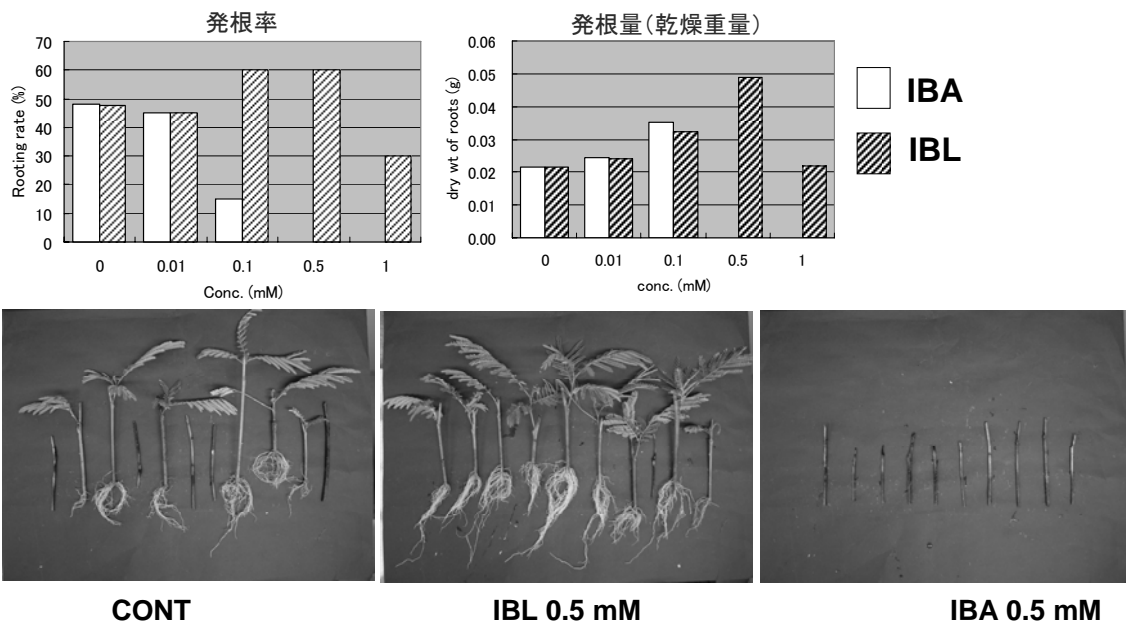 発根率
70
60
50
40
30
20
10
0
Rooting rate (%)
0 0.01 0.1 0.5 1
Conc. (mM)
発根量(乾燥重量)
0.06
0.05
0.04
0.03
0.02
0.01
0.00
dry wt of roots (g)
0 0.01 0.1 0.5 1
conc. (mM)
IBA
IBL
CONT
IBL 0.5 mM
IBA 0.5 mM